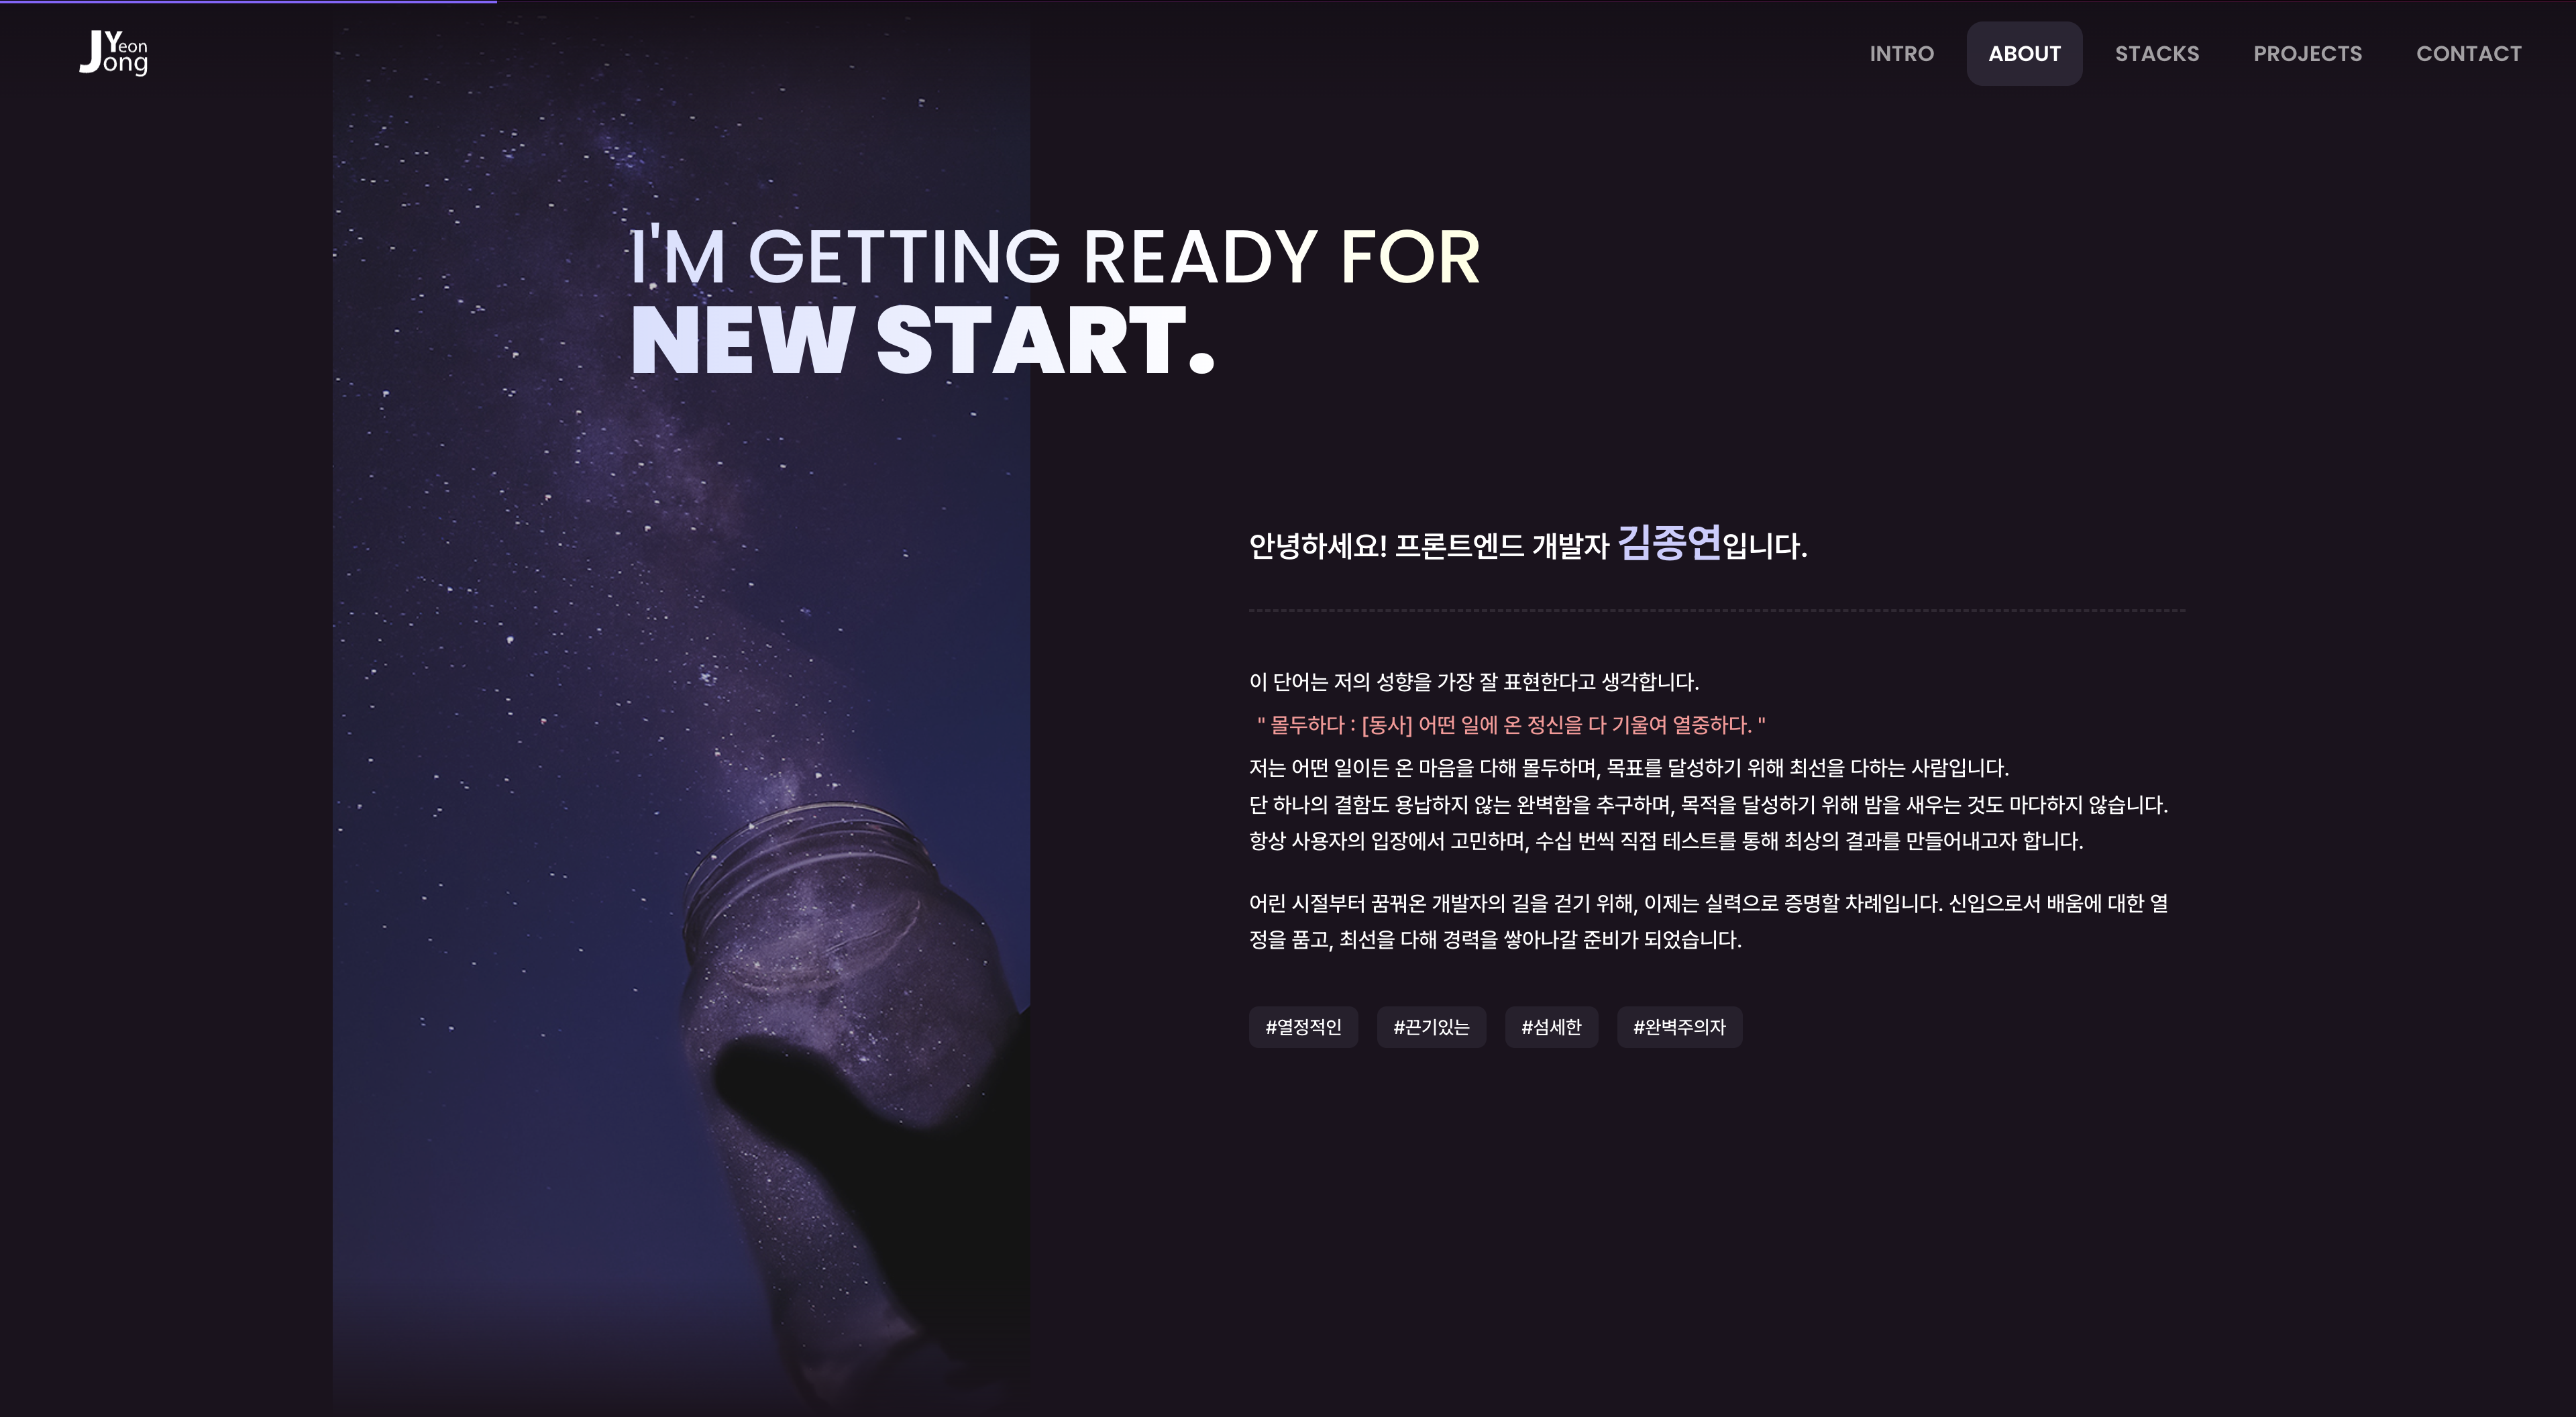 JYeon
ong
INTRO
ABOUT
STACKS
PROJECTS
CONTACT
I'M GETTING READY FOR
NEW START.
안녕하세요! 프론트엔드 개발자 김종연입니다.
이 단어는 저의 성향을 가장 잘 표현한다고 생각합니다.
" 몰두하다 : [동사] 어떤 일에 온 정신을 다 기울여 열중하다. "
저는 어떤 일이든 온 마음을 다해 몰두하며, 목표를 달성하기 위해 최선을 다하는 사람입니다.
단 하나의 결함도 용납하지 않는 완벽함을 추구하며, 목적을 달성하기 위해 밤을 새우는 것도 마다하지 않습니다.
항상 사용자의 입장에서 고민하며, 수십 번씩 직접 테스트를 통해 최상의 결과를 만들어내고자 합니다.
어린 시절부터 꿈꿔온 개발자의 길을 걷기 위해, 이제는 실력으로 증명할 차례입니다. 신입으로서 배움에 대한 열
정을 품고, 최선을 다해 경력을 쌓아나갈 준비가 되었습니다.
#열정적인
#끈기있는
#섬세한
#완벽주의자